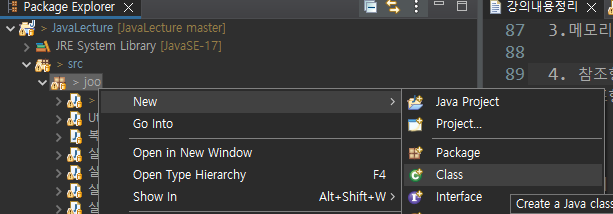 Package Explorer
> JavaLecture [JavaLecture master]
JRE System Library [JavaSE-17]
> src
> joo
>
Ut
복
실
실
실
실
New
Go Into
Open in New Window
Open Type Hierarchy F4
Show In Alt+Shift+W >
Java Project
Project...
Package
Class
Interface
Create a Java class
강의내용정리
87 3.메모리
88
89 4. 참조